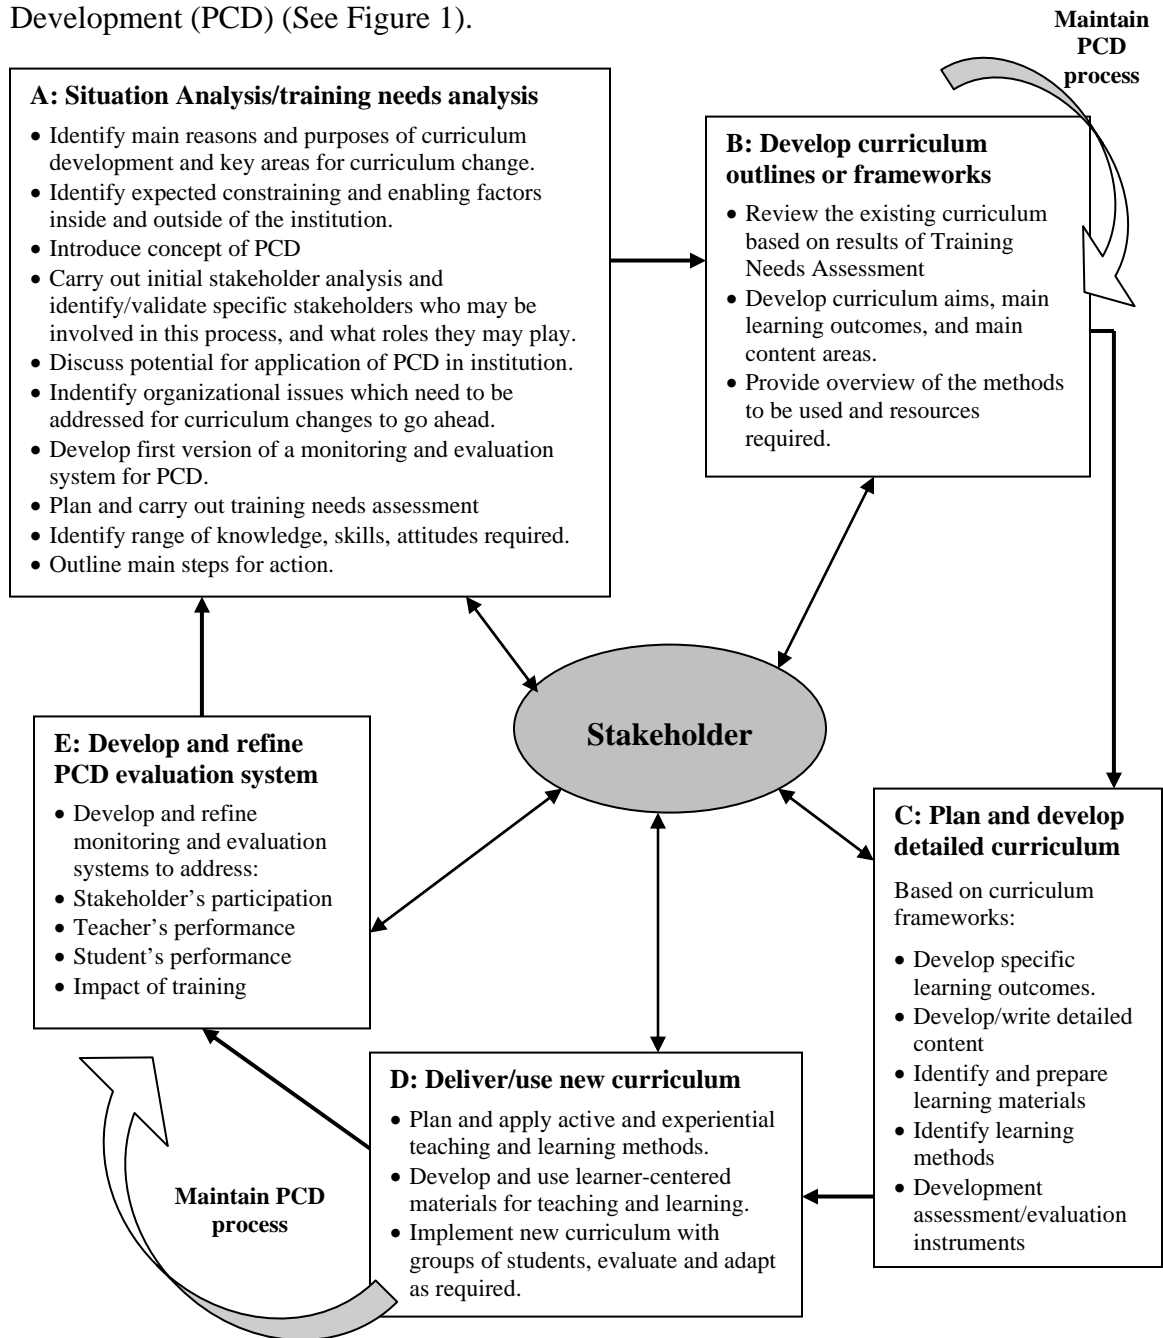 Development (PCD) (See Figure 1).
Maintain
PCD
process
A: Situation Analysis/training needs analysis
• Identify main reasons and purposes of curriculum
development and key areas for curriculum change.
• Identify expected constraining and enabling factors
inside and outside of the institution.
• Introduce concept of PCD
• Carry out initial stakeholder analysis and
identify/validate specific stakeholders who may be
involved in this process, and what roles they may play.
• Discuss potential for application of PCD in institution.
• Indentify organizational issues which need to be
addressed for curriculum changes to go ahead.
• Develop first version of a monitoring and evaluation
system for PCD.
• Plan and carry out training needs assessment
• Identify range of knowledge, skills, attitudes required.
• Outline main steps for action.
B: Develop curriculum
outlines or frameworks
• Review the existing curriculum
based on results of Training
Needs Assessment
• Develop curriculum aims, main
learning outcomes, and main
content areas.
• Provide overview of the methods
to be used and resources
required.
Stakeholder
E: Develop and refine
PCD evaluation system
• Develop and refine
monitoring and evaluation
systems to address:
• Stakeholder’s participation
• Teacher’s performance
• Student’s performance
• Impact of training
C: Plan and develop
detailed curriculum
Based on curriculum
frameworks:
• Develop specific
learning outcomes.
• Develop/write detailed
content
• Identify and prepare
learning materials
• Identify learning
methods
• Development
assessment/evaluation
instruments
D: Deliver/use new curriculum
• Plan and apply active and experiential
teaching and learning methods.
• Develop and use learner-centered
materials for teaching and learning.
• Implement new curriculum with
groups of students, evaluate and adapt
as required.
Maintain PCD
process